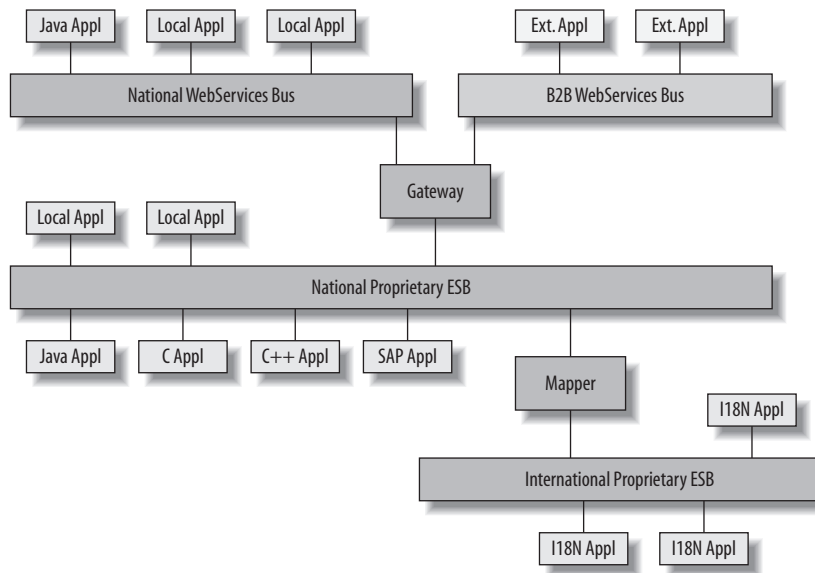 Java Appl
Local Appl
Local Appl
Ext. Appl
Ext. Appl
National WebServices Bus
B2B WebServices Bus
Gateway
Local Appl
Local Appl
National Proprietary ESB
Java Appl
C Appl
C++ Appl
SAP Appl
Mapper
I18N Appl
International Proprietary ESB
I18N Appl
I18N Appl